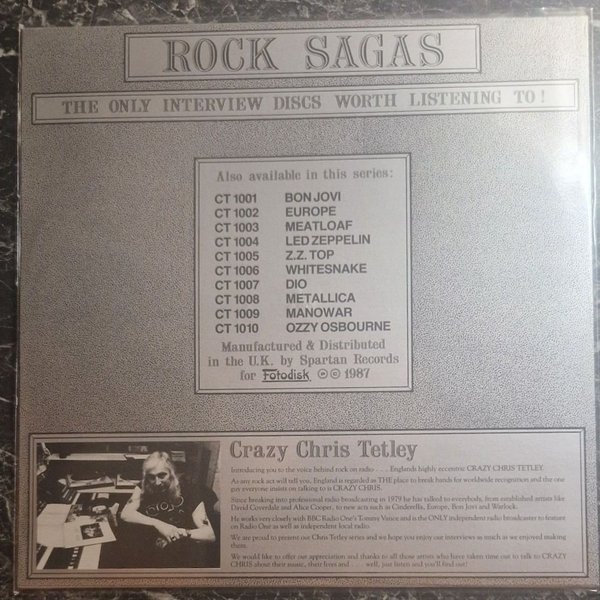 ROCK SAGAS
THE ONLY INTERVIEW DISCS WORTH LISTENING TO!
Also available in this series:
CT 1001 BON JOVI
CT 1002 EUROPE
CT 1003 MEATLOAF
CT 1004 LED ZEPPELIN
CT 1005 Z.Z. TOP
CT 1006 WHITESNAKE
CT 1007 DIO
CT 1008 METALLICA
CT 1009 MANOWAR
CT 1010 OZZY OSBOURNE
Manufactured & Distributed
in the U.K. by Spartan Records
for Fotodisk ℗ © 1987
Crazy Chris Tetley
Introducing you to the voice behind rock on radio . . . Englands highly eccentric CRAZY CHRIS TETLEY.
As any rock act will tell you, England is regarded as THE place to break bands for worldwide recognition and the one
guy everyone insists on talking to is CRAZY CHRIS.
Since breaking into professional radio broadcasting in 1979 he has talked to everybody, from established artists like
David Coverdale and Alice Cooper, to new acts such as Cinderella, Europe, Bon Jovi and Warlock.
He works very closely with BBC Radio One's Tommy Vance and is the ONLY independent radio broadcaster to feature
on Radio One as well as independent local radio.
We are proud to present our Chris Tetley series and we hope you enjoy our interviews as much as we enjoyed making
them.
We would like to offer our appreciation and thanks to all those artists who have taken time out to talk to CRAZY
CHRIS about their music, their lives and . . . well, just listen and you'll find out!